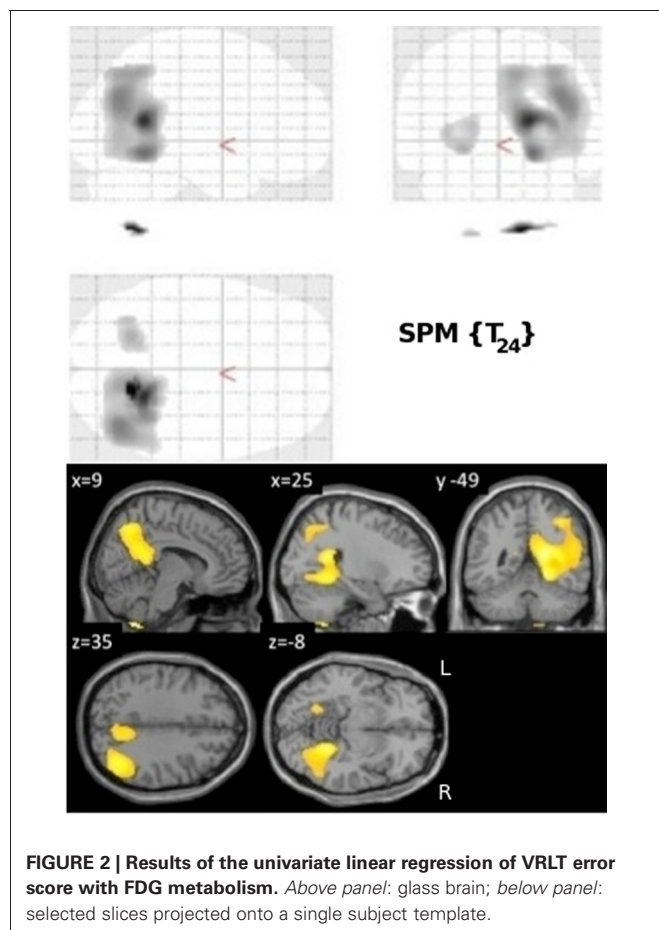 SPM {T24}
x=9
x=25
y -49
z=35
z=-8
L
R
FIGURE 2 | Results of the univariate linear regression of VRLT error
score with FDG metabolism. Above panel: glass brain; below panel:
selected slices projected onto a single subject template.